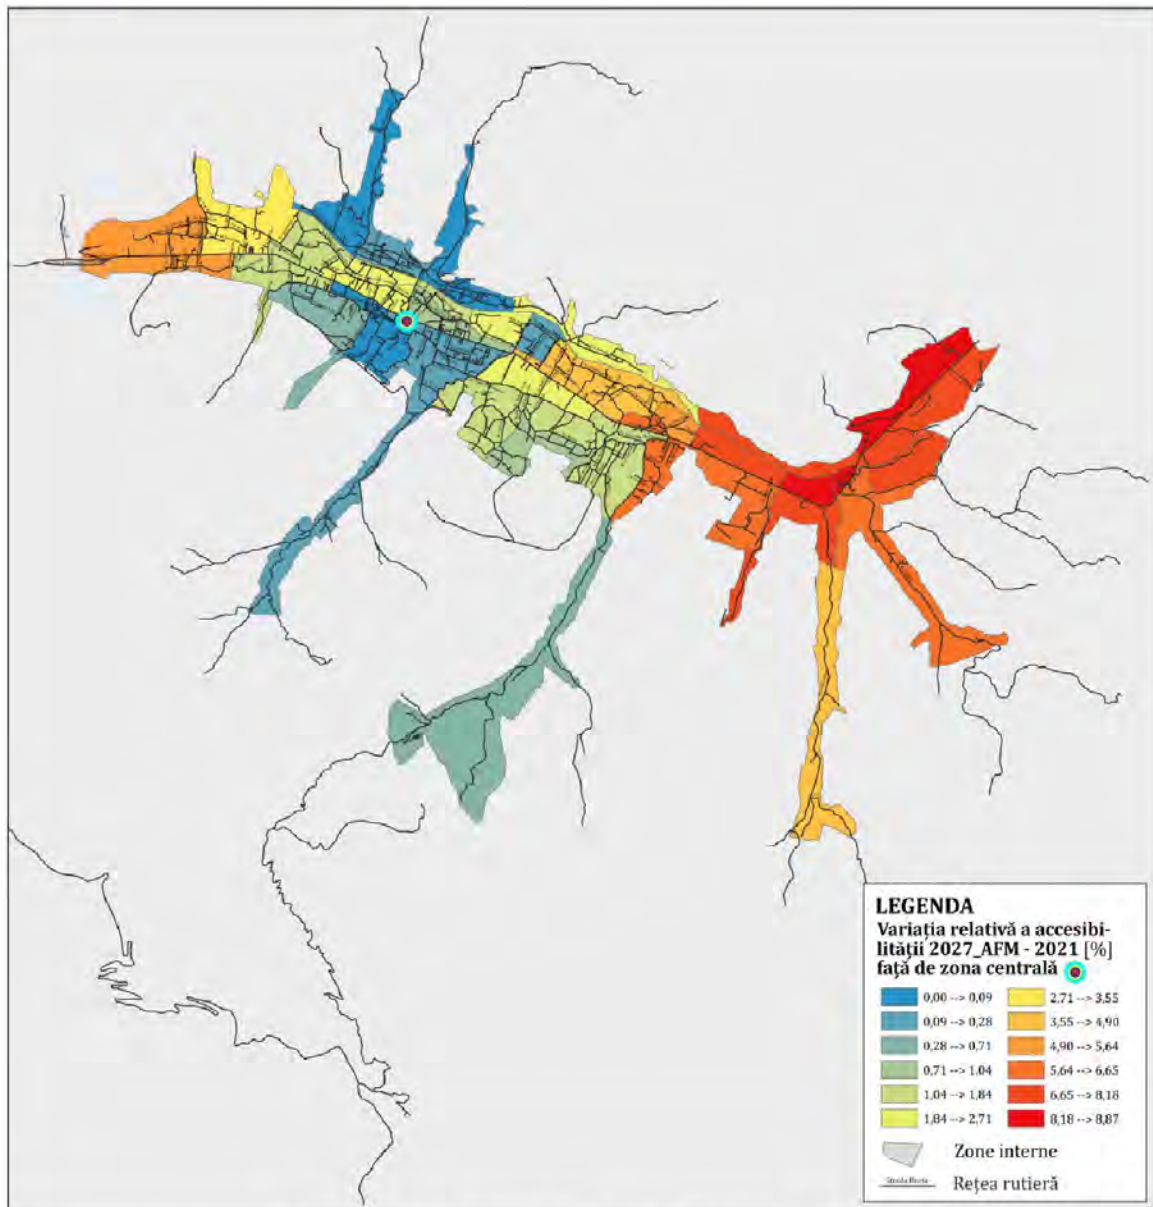 LEGENDA
Variația relativă a accesibi-
lității 2027_AFM - 2021 [%]
față de zona centrală
0,00 --> 0,09
0,09 --> 0,28
0,28 --> 0,71
0,71 --> 1,04
1,04 --> 1,84
1,84 --> 2,71
2,71 --> 3,55
3,55 --> 4,90
4,90 --> 5,64
5,64 --> 6,65
6,65 --> 8,18
8,18 --> 8,87
Zone interne
Rețea rutieră